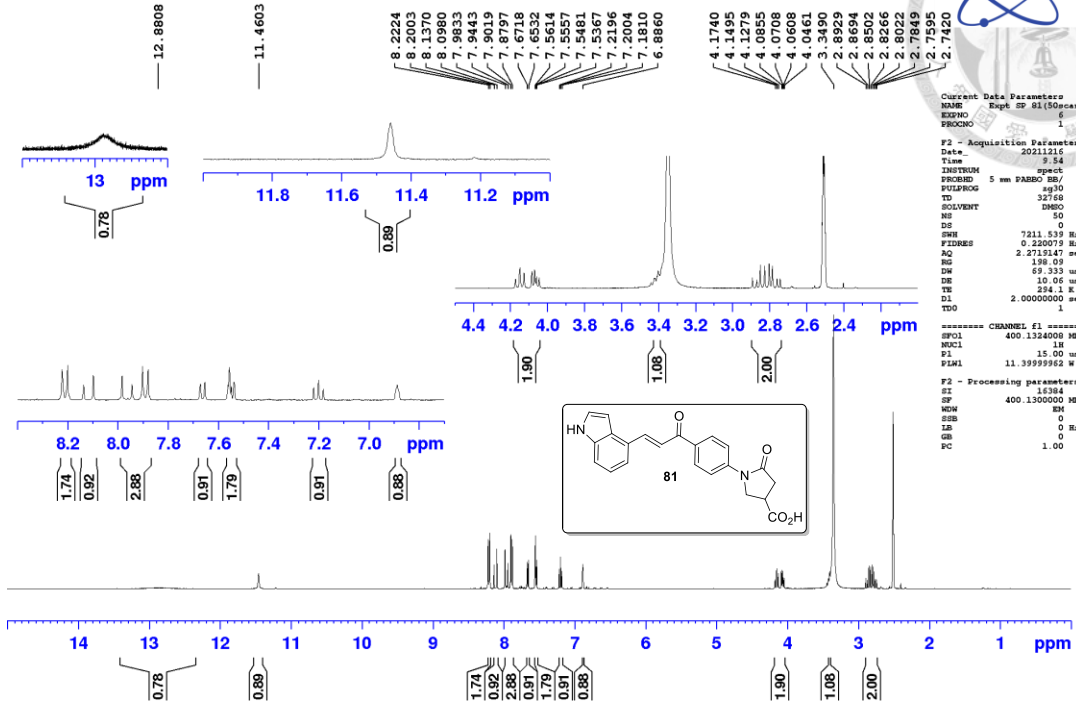 12.8808
11.4603
8.2224
8.2003
8.1370
8.0980
7.9833
7.9443
7.9019
7.8797
7.6718
7.6532
7.5614
7.5557
7.5481
7.5367
7.2196
7.2004
7.1810
6.8860
4.1740
4.1495
4.1279
4.0855
4.0708
4.0608
4.0461
3.3490
2.8929
2.8694
2.8502
2.8266
2.8022
2.7849
2.7595
2.7420
Current Data Parameters
NAME Expt SP 81(50scan
EXPNO 6
PROCNO 1
F2 - Acquisition Parameters
Date_ 20211216
Time 9.54
INSTRUM spect
PROBHD 5 mm PABBO BB/
PULPROG zg30
TD 32768
SOLVENT DMSO
NS 50
DS 0
SWH 7211.539 Hz
FIDRES 0.220079 Hz
AQ 2.2719147 se
RG 198.09
DW 69.333 us
DE 10.06 us
TE 294.1 K
D1 2.00000000 se
TD0 1
======== CHANNEL f1 ======
SFO1 400.1324008 MH
NUC1 1H
P1 15.00 us
PLW1 11.39999962 W
F2 - Processing parameters
SI 16384
SF 400.1300000 MH
WDW EM
SSB 0
LB 0 Hz
GB 0
PC 1.00
13 ppm
0.78
11.8 11.6 11.4 11.2 ppm
0.89
4.4 4.2 4.0 3.8 3.6 3.4 3.2 3.0 2.8 2.6 2.4 ppm
1.90
1.08
2.00
8.2 8.0 7.8 7.6 7.4 7.2 7.0 ppm
1.74
0.92
2.88
0.91
1.79
0.91
0.88
HN
O
O
N
CO2H
81
14 13 12 11 10 9 8 7 6 5 4 3 2 1 ppm
0.78
0.89
1.74
0.92
2.88
0.91
1.79
0.91
0.88
1.90
1.08
2.00